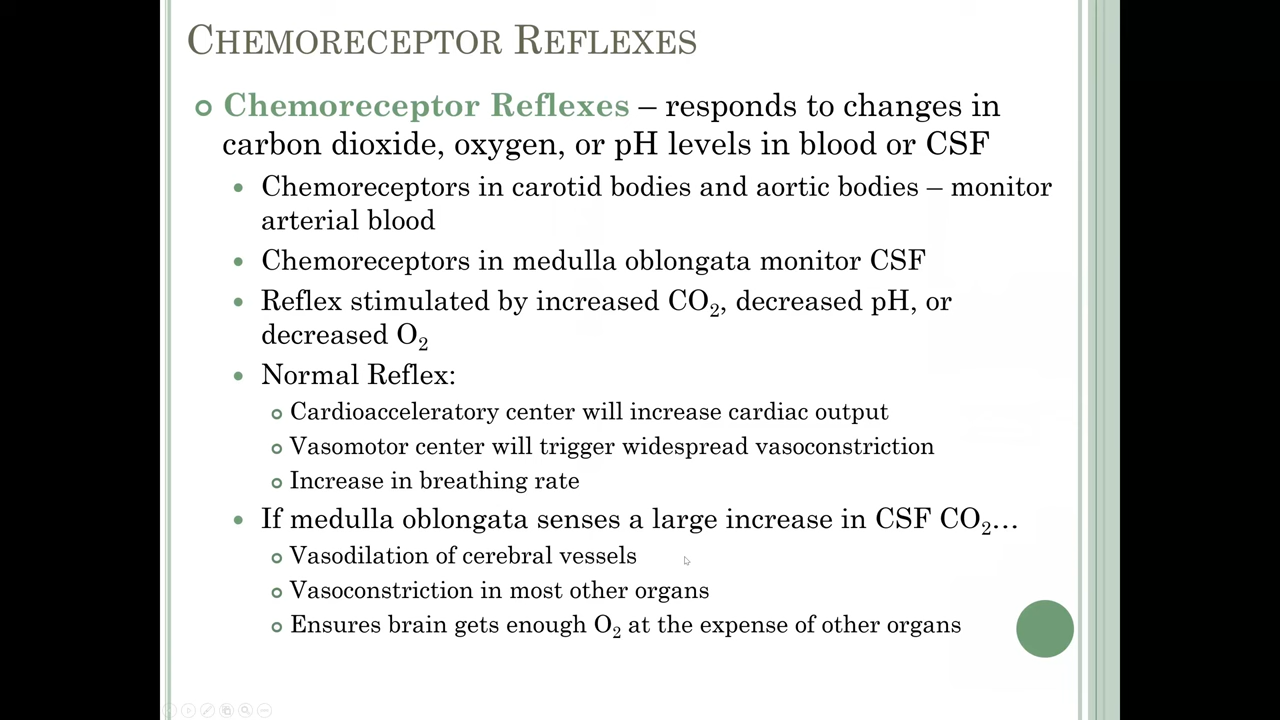 CHEMORECEPTOR REFLEXES
Chemoreceptor Reflexes – responds to changes in
carbon dioxide, oxygen, or pH levels in blood or CSF
Chemoreceptors in carotid bodies and aortic bodies – monitor
arterial blood
Chemoreceptors in medulla oblongata monitor CSF
Reflex stimulated by increased CO₂, decreased pH, or
decreased O₂
Normal Reflex:
Cardioacceleratory center will increase cardiac output
Vasomotor center will trigger widespread vasoconstriction
Increase in breathing rate
If medulla oblongata senses a large increase in CSF CO₂…
Vasodilation of cerebral vessels
Vasoconstriction in most other organs
Ensures brain gets enough O₂ at the expense of other organs